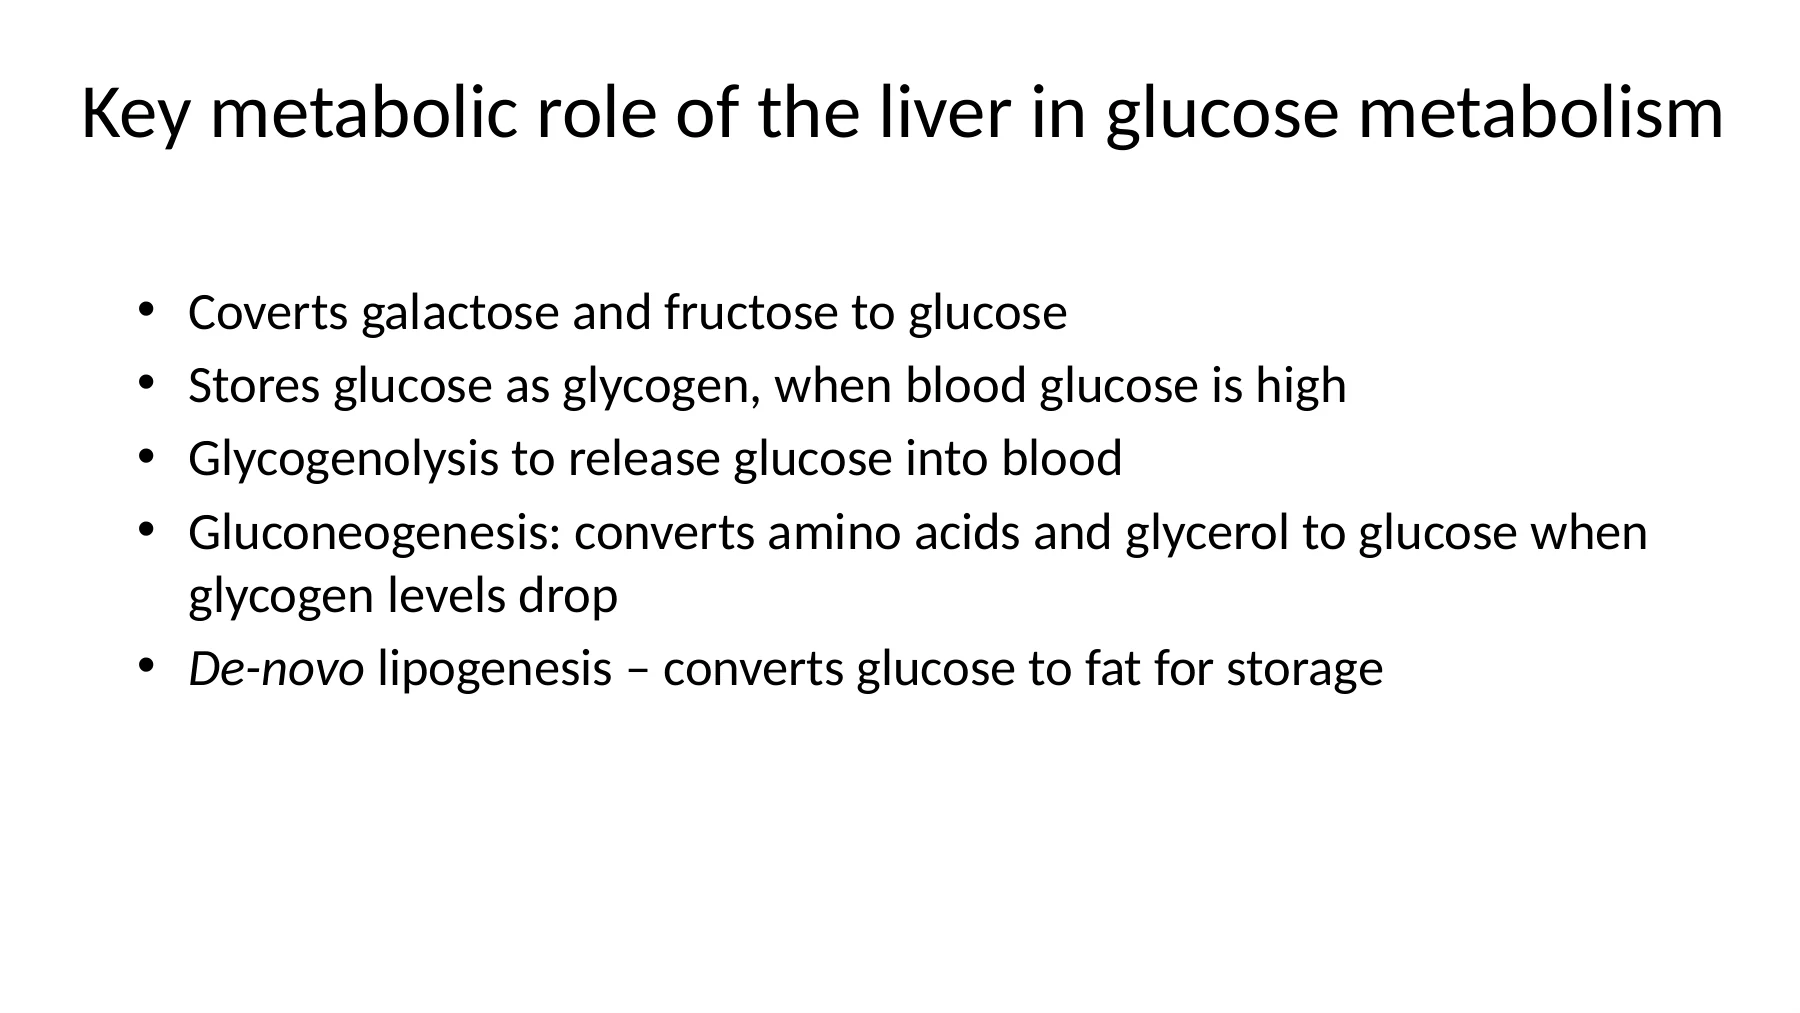 Key metabolic role of the liver in glucose metabolism
• Coverts galactose and fructose to glucose
• Stores glucose as glycogen, when blood glucose is high
• Glycogenolysis to release glucose into blood
• Gluconeogenesis: converts amino acids and glycerol to glucose when
glycogen levels drop
• De-novo lipogenesis – converts glucose to fat for storage